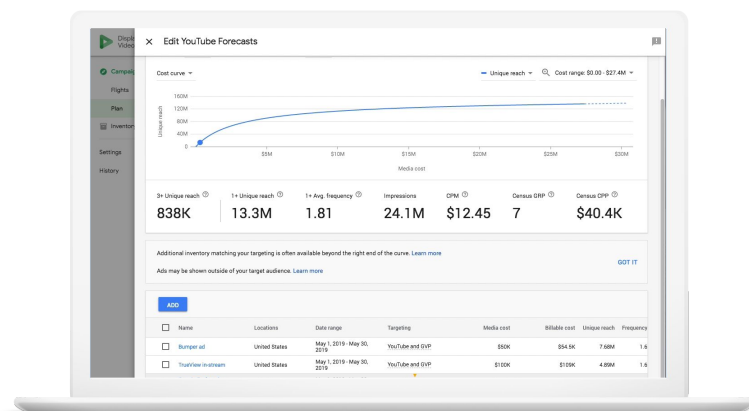 Displa
Video
Edit YouTube Forecasts
Campaig
Flights
Plan
Inventory
Settings
History
Cost curve
Unique reach
Cost range: $0.00 - $27.4M
160M
120M
80M
40M
0
Unique reach
$5M $10M $15M $20M $25M $30M
Media cost
3+ Unique reach 1+ Unique reach 1+ Avg. frequency Impressions CPM Census GRP Census CPP
838K 13.3M 1.81 24.1M $12.45 7 $40.4K
Additional inventory matching your targeting is often available beyond the right end of the curve. Learn more
GOT IT
Ads may be shown outside of your target audience. Learn more
ADD
Name Locations Date range Targeting Media cost Billable cost Unique reach Frequency
Bumper ad United States May 1, 2019 - May 30, 2019 YouTube and GVP $50K $54.5K 7.68M 1.6
TrueView in-stream United States May 1, 2019 - May 30, 2019 YouTube and GVP $100K $109K 4.89M 1.6